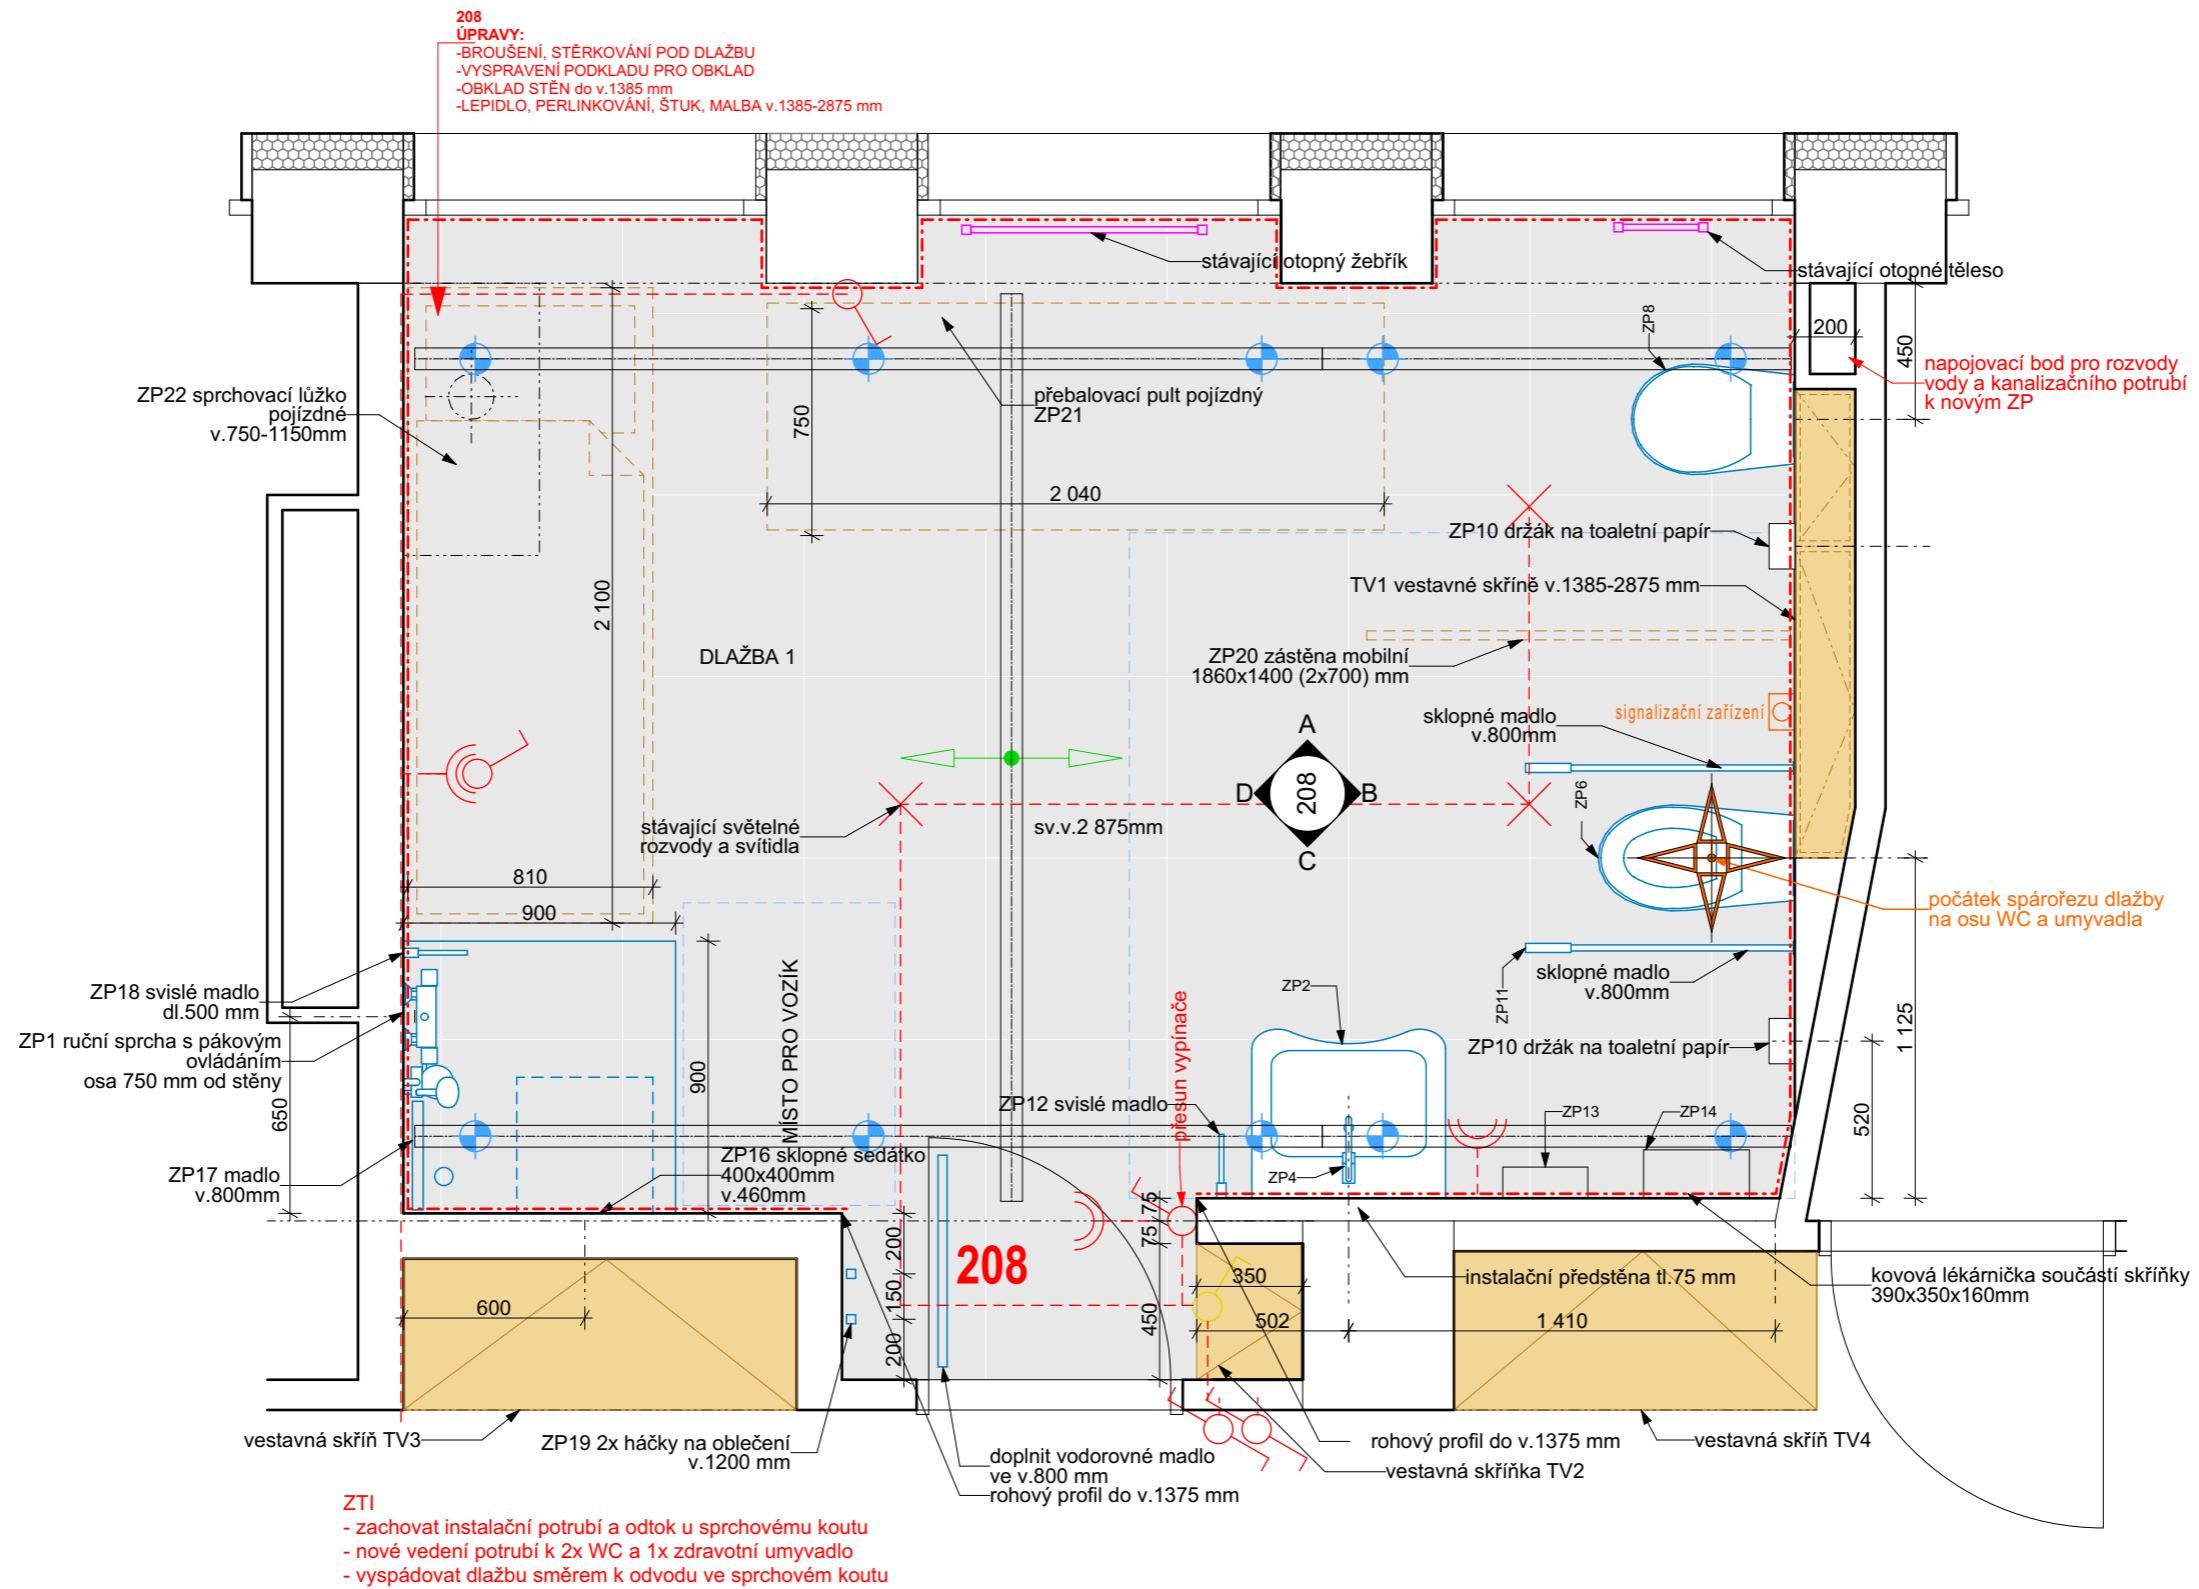 208
ÚPRAVY:
-BROUŠENÍ, STĚRKOVÁNÍ POD DLAŽBU
-VYSPRAVENÍ PODKLADU PRO OBKLAD
-OBKLAD STĚN do v.1385 mm
-LEPIDLO, PERLINKOVÁNÍ, ŠTUK, MALBA v.1385-2875 mm
stávající otopný žebřík
stávající otopné těleso
200
450
ZP8
napojovací bod pro rozvody
vody a kanalizačního potrubí
k novým ZP
ZP22 sprchovací lůžko
pojízdné
v.750-1150mm
přebalovací pult pojízdný
ZP21
750
2 040
ZP10 držák na toaletní papír
TV1 vestavné skříně v.1385-2875 mm
2 100
DLAŽBA 1
ZP20 zástěna mobilní
1860x1400 (2x700) mm
signalizační zařízení
sklopné madlo
v.800mm
A
D
208
B
C
ZP6
stávající světelné
rozvody a svítidla
sv.v.2 875mm
810
900
počátek spárořezu dlažby
na osu WC a umyvadla
ZP18 svislé madlo
dl.500 mm
ZP1 ruční sprcha s pákovým
ovládáním
osa 750 mm od stěny
650
900
MÍSTO PRO VOZÍK
přesun vypínače
ZP2
ZP11
sklopné madlo
v.800mm
1 125
ZP10 držák na toaletní papír
ZP12 svislé madlo
ZP13
ZP14
520
ZP17 madlo
v.800mm
ZP16 sklopné sedátko
400x400mm
v.460mm
ZP4
75
75
200
150
200
208
450
350
502
1 410
600
instalační předstěna tl.75 mm
kovová lékárnička součástí skříňky
390x350x160mm
vestavná skříň TV3
ZP19 2x háčky na oblečení
v.1200 mm
doplnit vodorovné madlo
ve v.800 mm
rohový profil do v.1375 mm
rohový profil do v.1375 mm
vestavná skříňka TV2
vestavná skříň TV4
ZTI
- zachovat instalační potrubí a odtok u sprchovému koutu
- nové vedení potrubí k 2x WC a 1x zdravotní umyvadlo
- vyspádovat dlažbu směrem k odvodu ve sprchovém koutu